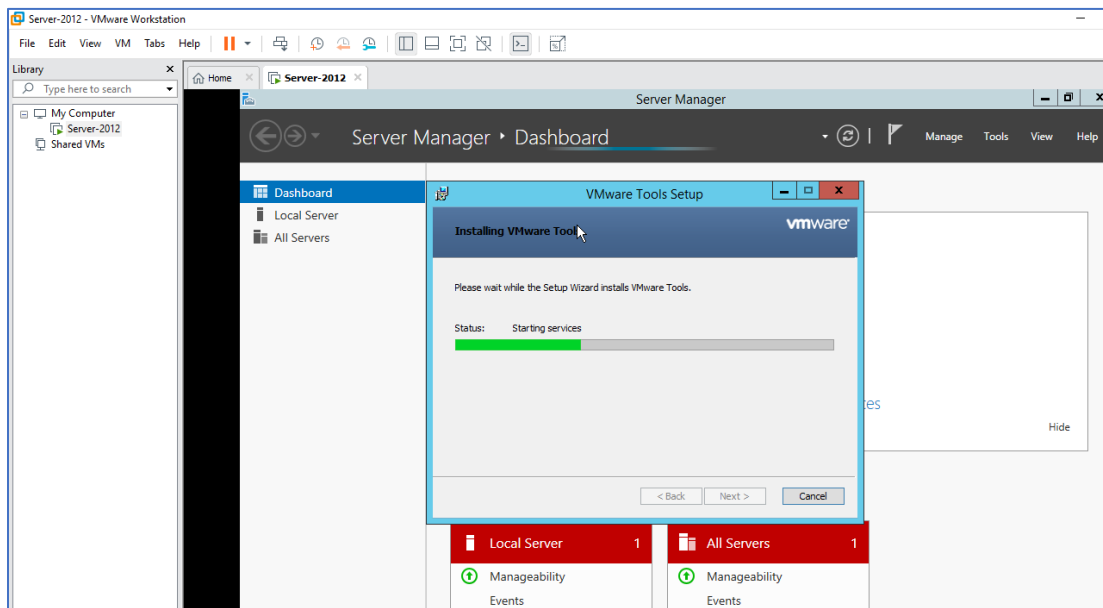 Server-2012 - VMware Workstation
File Edit View VM Tabs Help
Library
Type here to search
My Computer
Server-2012
Shared VMs
Home
Server-2012
Server Manager
Server Manager Dashboard
Manage Tools View Help
Dashboard
Local Server
All Servers
VMware Tools Setup
Installing VMware Tools
vmware
Please wait while the Setup Wizard installs VMware Tools.
Status: Starting services
Hide
< Back Next > Cancel
Local Server 1
Manageability
Events
All Servers 1
Manageability
Events